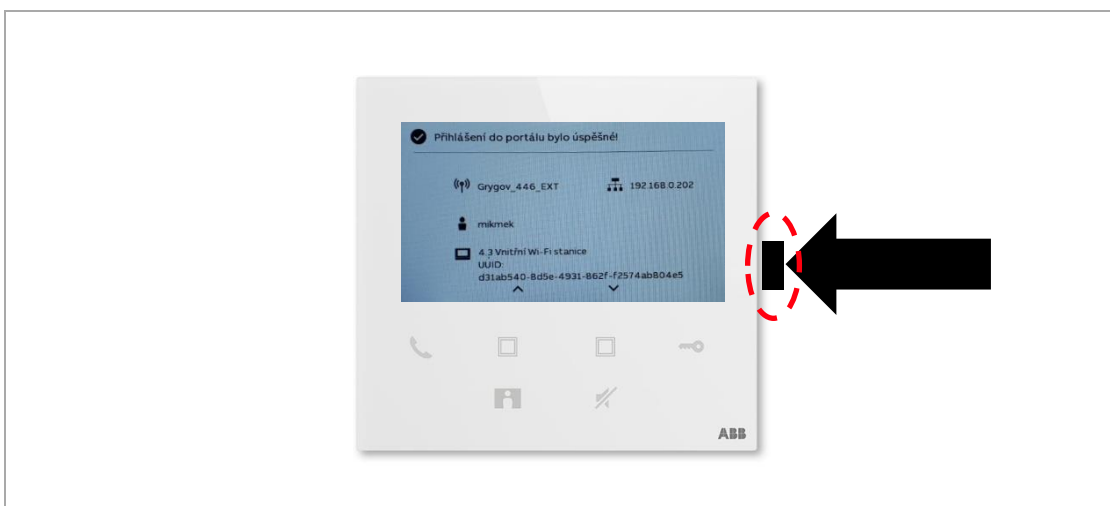 Přihlášení do portálu bylo úspěšné!
Grygov_446_EXT
192.168.0.202
mikmek
4,3 Vnitřní Wi-Fi stanice
UUID:
d31ab540-8d5e-4931-862f-f2574ab804e5
ABB